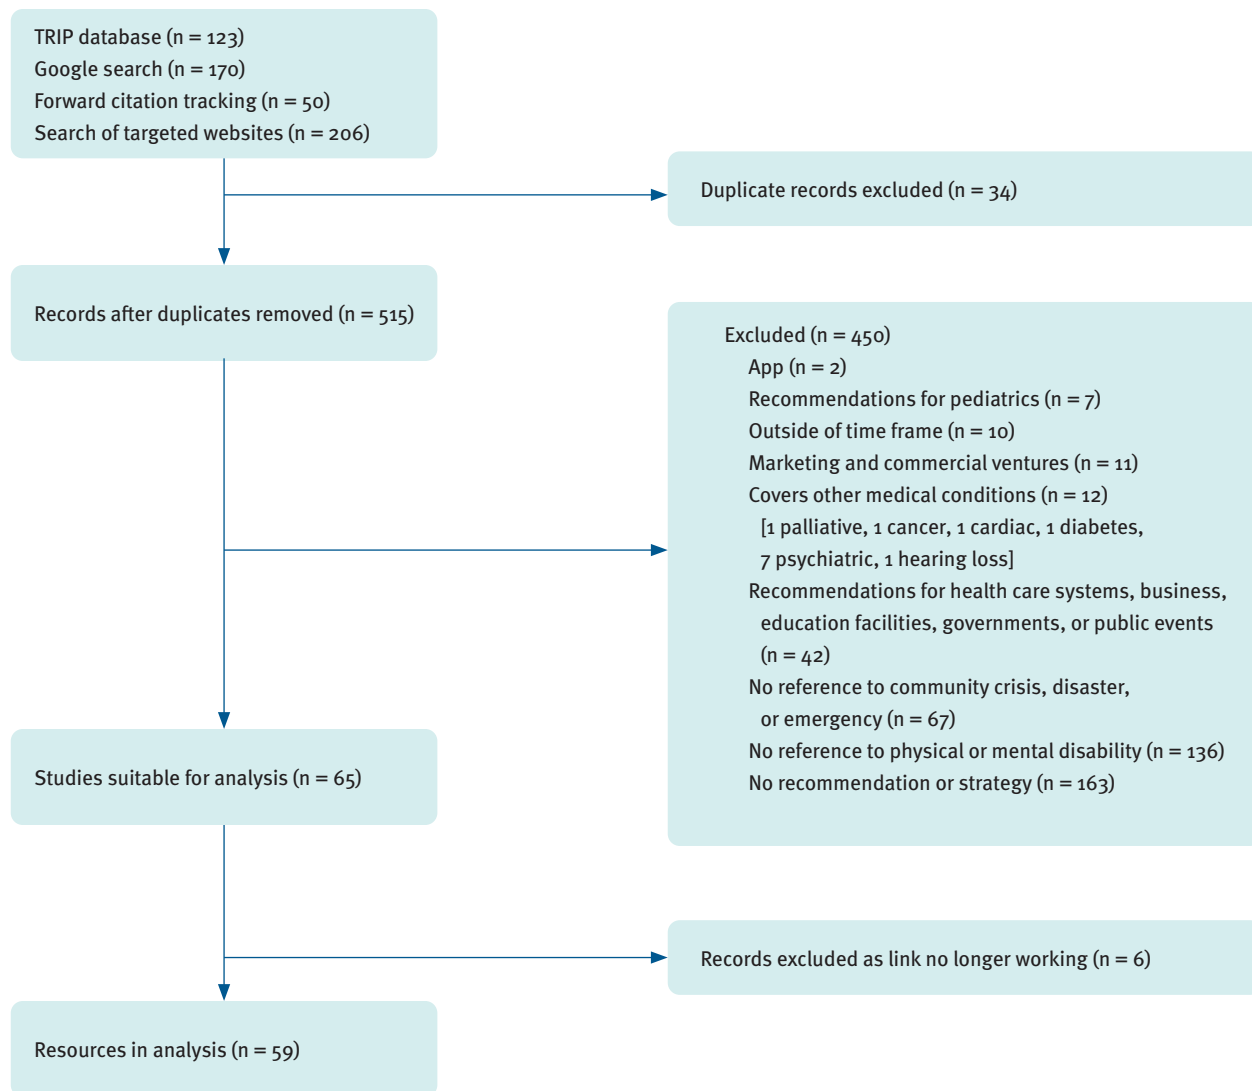 TRIP database (n = 123)
Google search (n = 170)
Forward citation tracking (n = 50)
Search of targeted websites (n = 206)
Duplicate records excluded (n = 34)
Records after duplicates removed (n = 515)
Excluded (n = 450)
App (n = 2)
Recommendations for pediatrics (n = 7)
Outside of time frame (n = 10)
Marketing and commercial ventures (n = 11)
Covers other medical conditions (n = 12)
[1 palliative, 1 cancer, 1 cardiac, 1 diabetes,
7 psychiatric, 1 hearing loss]
Recommendations for health care systems, business,
education facilities, governments, or public events
(n = 42)
No reference to community crisis, disaster,
or emergency (n = 67)
No reference to physical or mental disability (n = 136)
No recommendation or strategy (n = 163)
Studies suitable for analysis (n = 65)
Records excluded as link no longer working (n = 6)
Resources in analysis (n = 59)